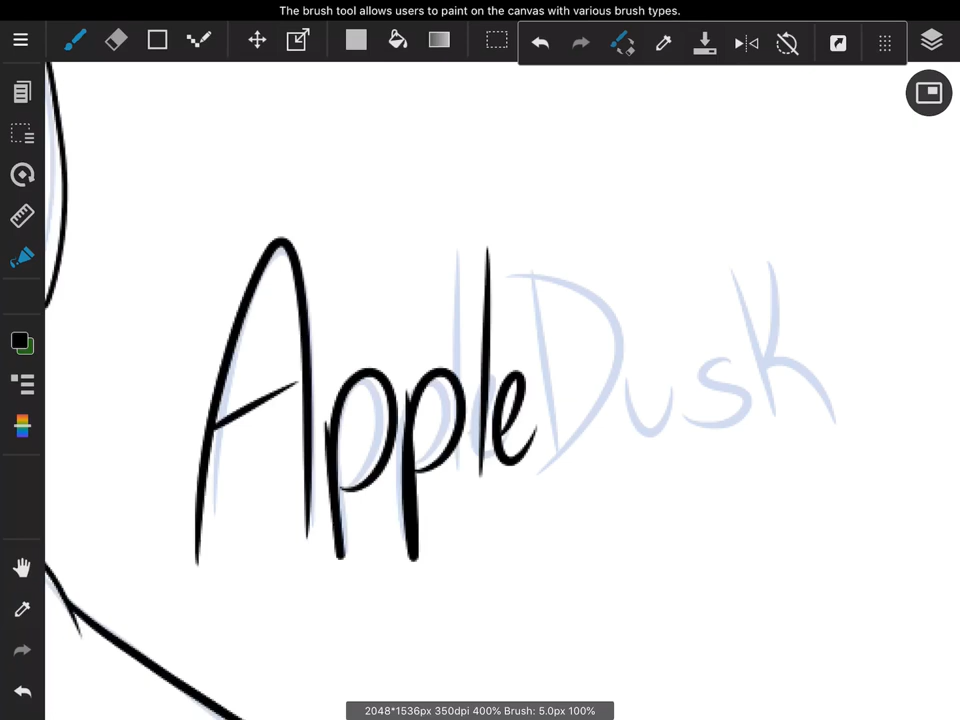 The brush tool allows users to paint on the canvas with various brush types.
AppleDusk
2048*1536px 350dpi 400% Brush: 5.0px 100%